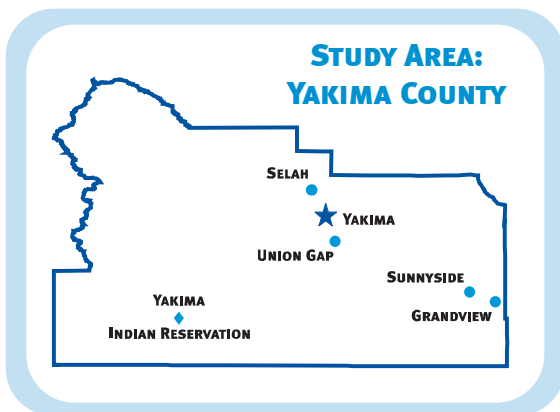 STUDY AREA:
YAKIMA COUNTY
SELAH
YAKIMA
UNION GAP
SUNNYSIDE
GRANDVIEW
YAKIMA
INDIAN RESERVATION